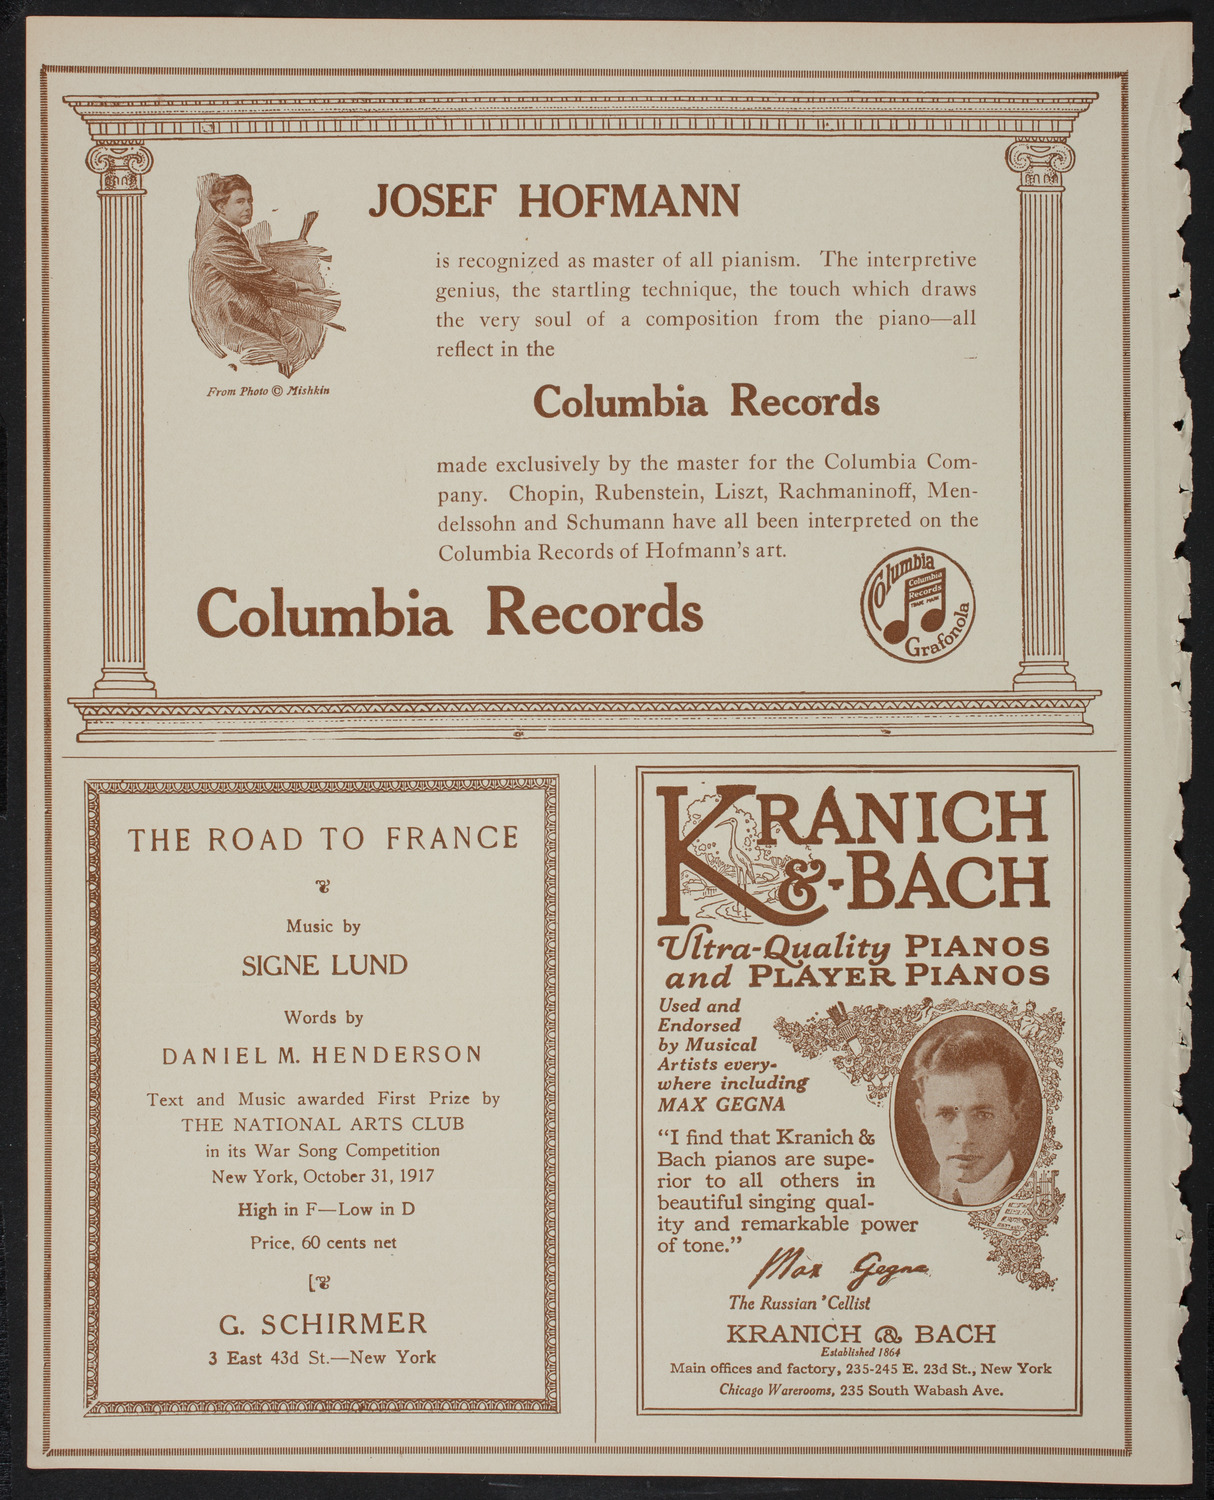 JOSEF HOFMANN
is recognized as master of all pianism. The interpretive
genius, the startling technique, the touch which draws
the very soul of a composition from the piano—all
reflect in the
From Photo © Mishkin
Columbia Records
made exclusively by the master for the Columbia Com-
pany. Chopin, Rubenstein, Liszt, Rachmaninoff, Men-
delssohn and Schumann have all been interpreted on the
Columbia Records of Hofmann's art.
Columbia Records
Columbia
Columbia
Records
TRADE MARK
Grafonola
THE ROAD TO FRANCE
Music by
SIGNE LUND
Words by
DANIEL M. HENDERSON
Text and Music awarded First Prize by
THE NATIONAL ARTS CLUB
in its War Song Competition
New York, October 31, 1917
High in F—Low in D
Price, 60 cents net
G. SCHIRMER
3 East 43d St.—New York
KRANICH
&-BACH
Ultra-Quality PIANOS
and PLAYER PIANOS
Used and
Endorsed
by Musical
Artists every-
where including
MAX GEGNA
"I find that Kranich &
Bach pianos are supe-
rior to all others in
beautiful singing qual-
ity and remarkable power
of tone."
Max Gegna
The Russian 'Cellist
KRANICH & BACH
Established 1864
Main offices and factory, 235-245 E. 23d St., New York
Chicago Warerooms, 235 South Wabash Ave.